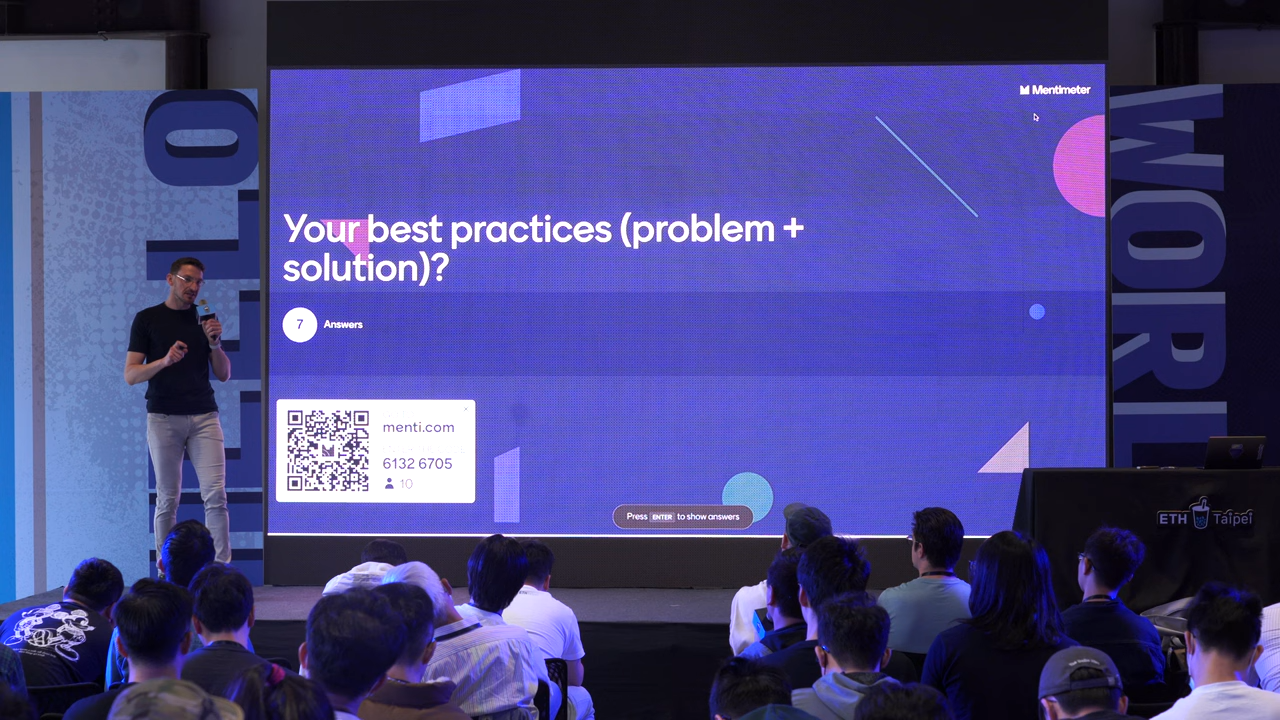 Mentimeter
Your best practices (problem +
solution)?
7 Answers
menti.com
6132 6705
10
Press ENTER to show answers
ETH Taipei
WORL